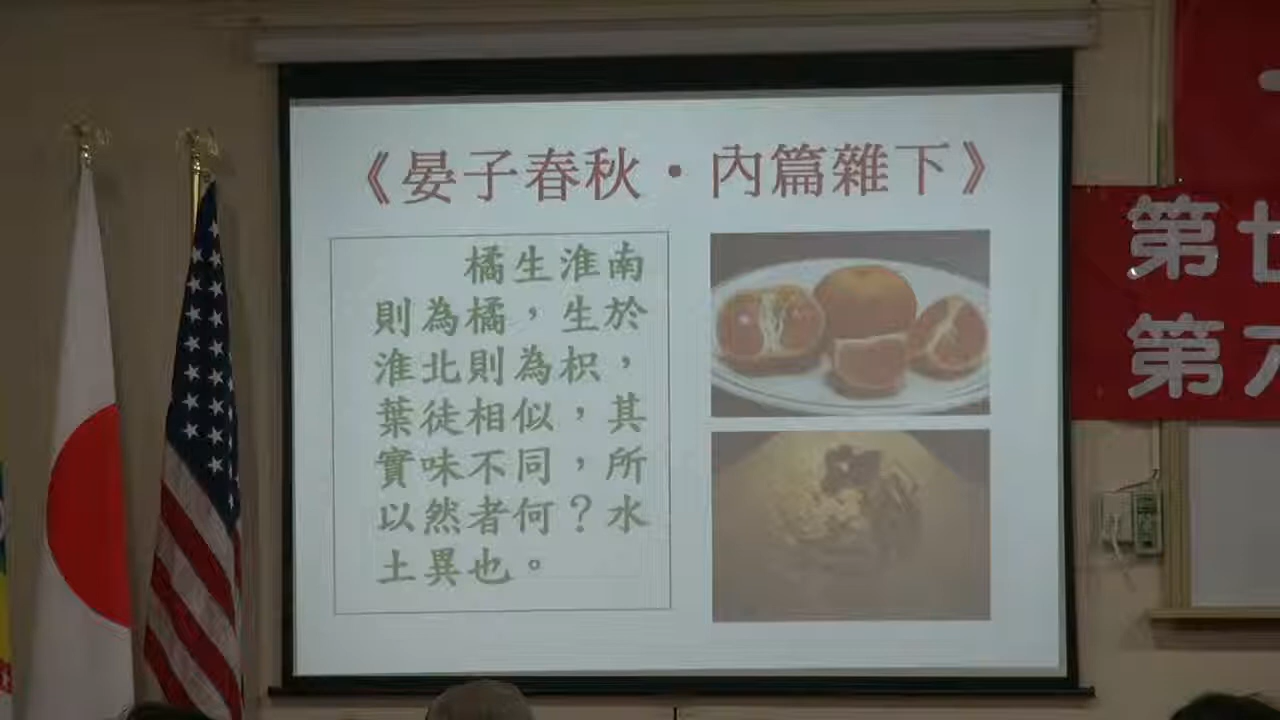 《晏子春秋·內篇雜下》
橘生淮南
則為橘，生於
淮北則為枳，
葉徒相似，其
實味不同，所
以然者何？水
土異也。
第廿
第六